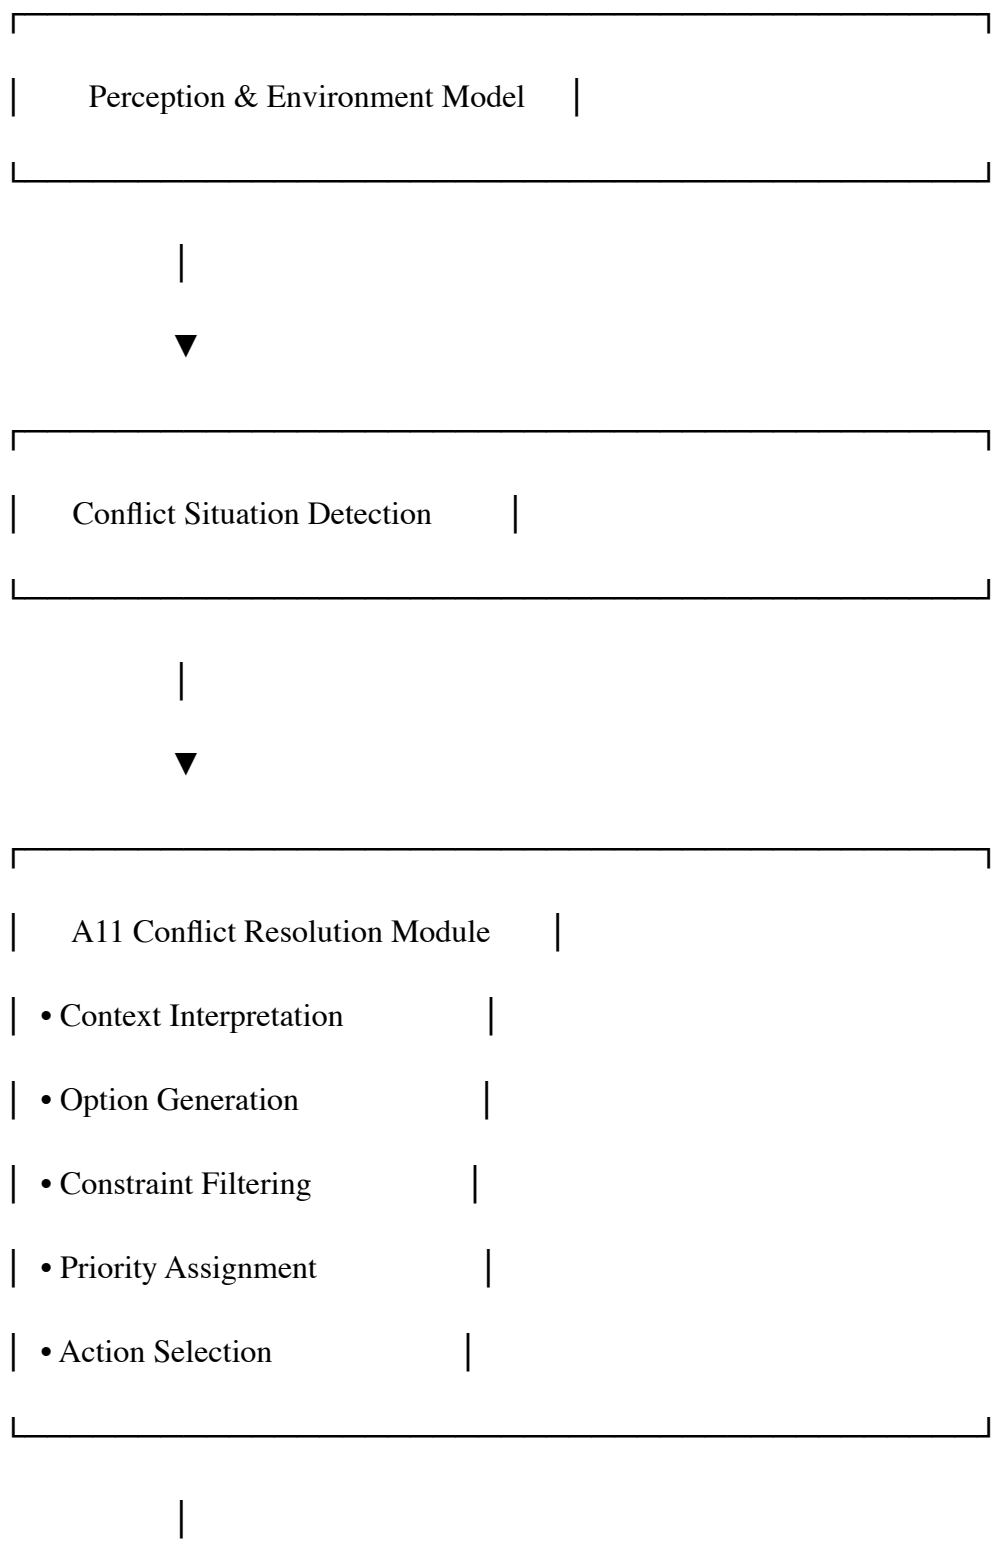 ┌───────────────────────────────────────────┐
│ Perception & Environment Model │
└───────────────────────────────────────────┘
│
▼
┌───────────────────────────────────────────┐
│ Conflict Situation Detection │
└───────────────────────────────────────────┘
│
▼
┌───────────────────────────────────────────┐
│ A11 Conflict Resolution Module │
│ • Context Interpretation │
│ • Option Generation │
│ • Constraint Filtering │
│ • Priority Assignment │
│ • Action Selection │
└───────────────────────────────────────────┘
│